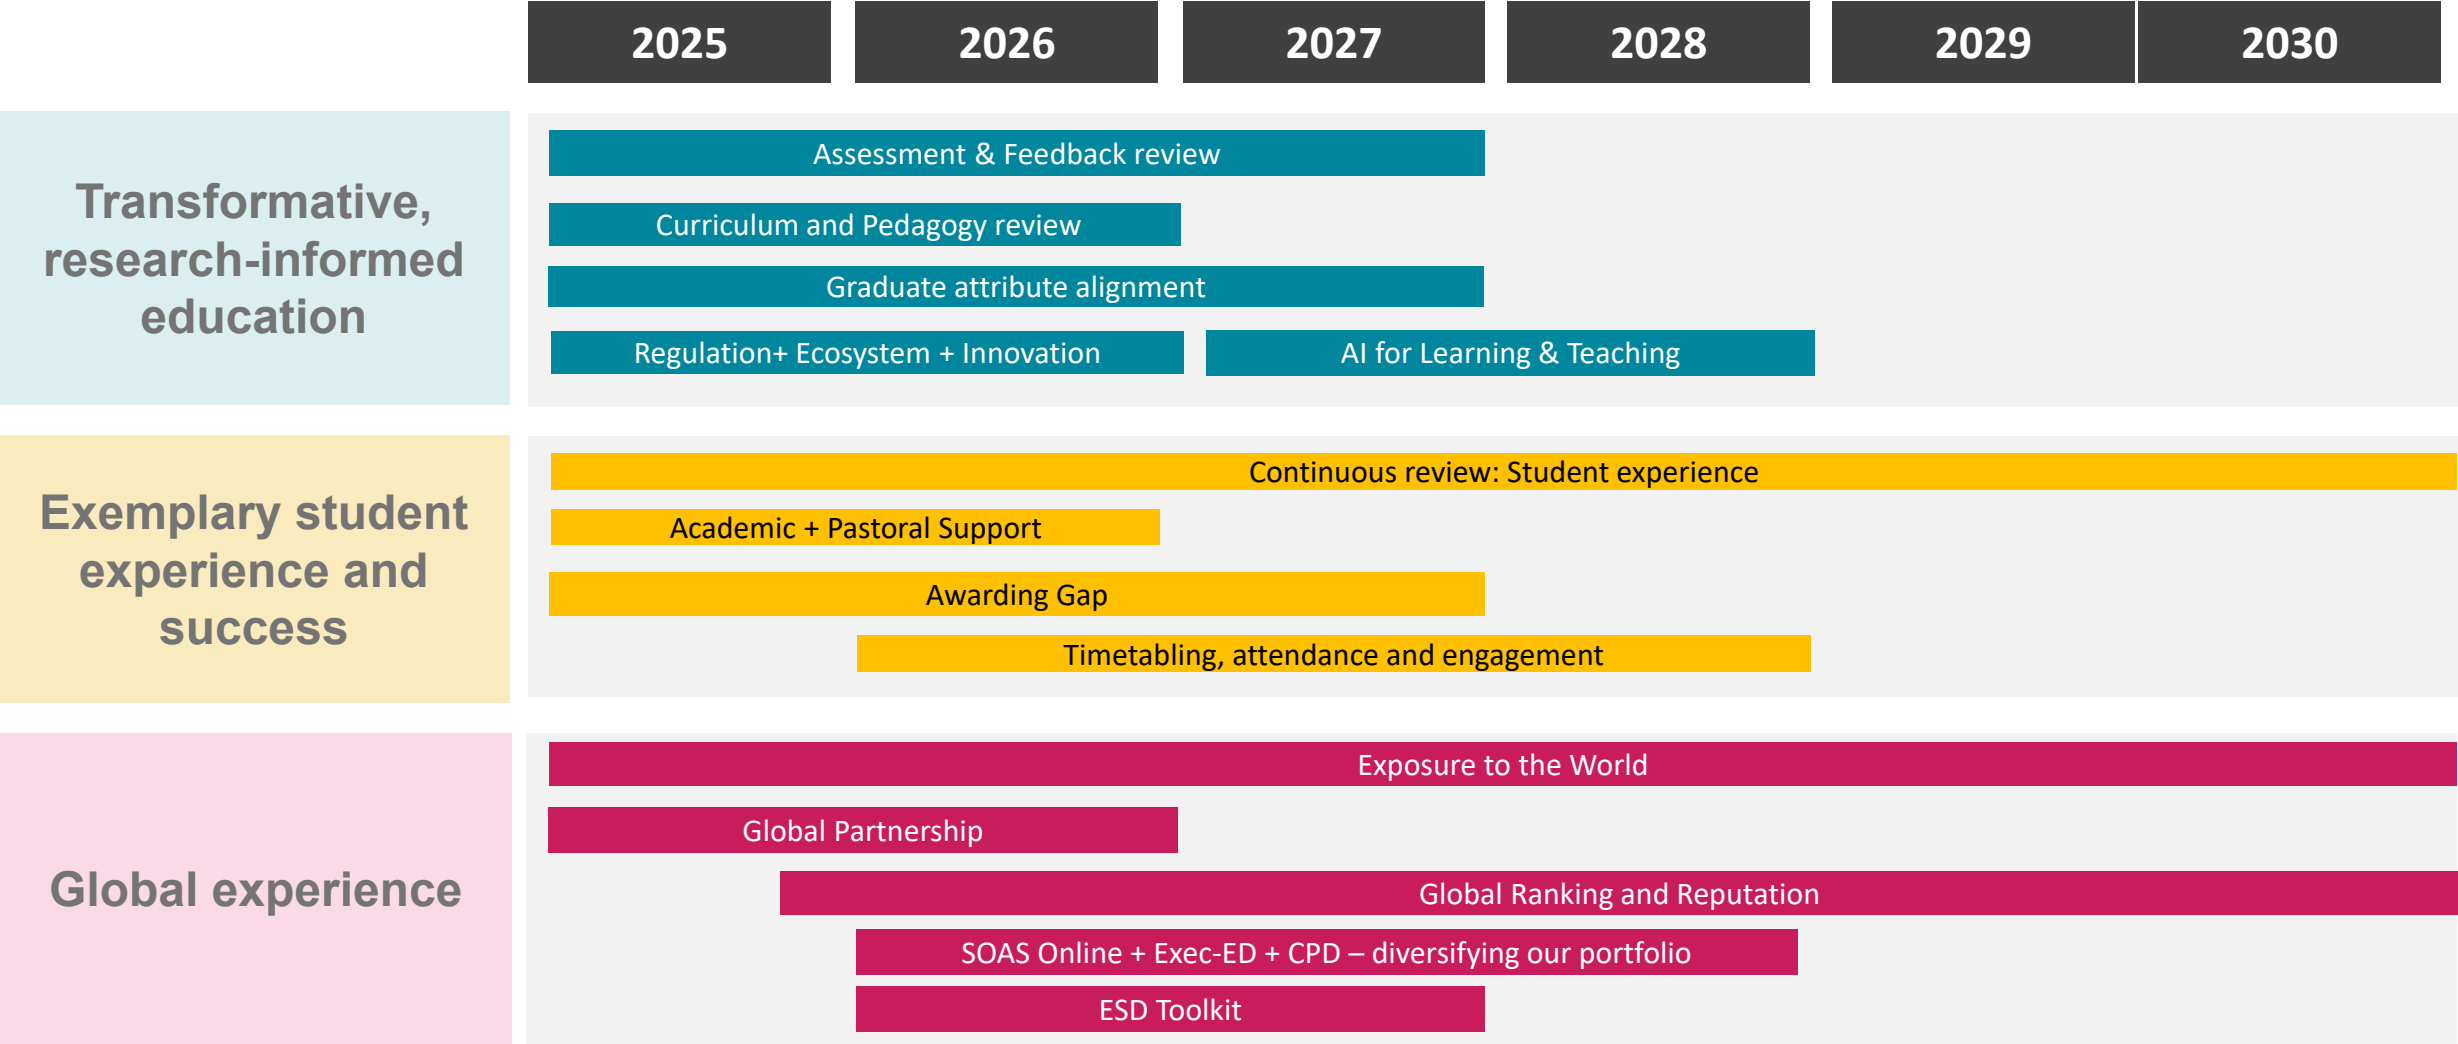 2025 2026 2027 2028 2029 2030
Transformative,
research-informed
education
Assessment & Feedback review
Curriculum and Pedagogy review
Graduate attribute alignment
Regulation+ Ecosystem + Innovation
AI for Learning & Teaching
Exemplary student
experience and
success
Continuous review: Student experience
Academic + Pastoral Support
Awarding Gap
Timetabling, attendance and engagement
Global experience
Exposure to the World
Global Partnership
Global Ranking and Reputation
SOAS Online + Exec-ED + CPD – diversifying our portfolio
ESD Toolkit